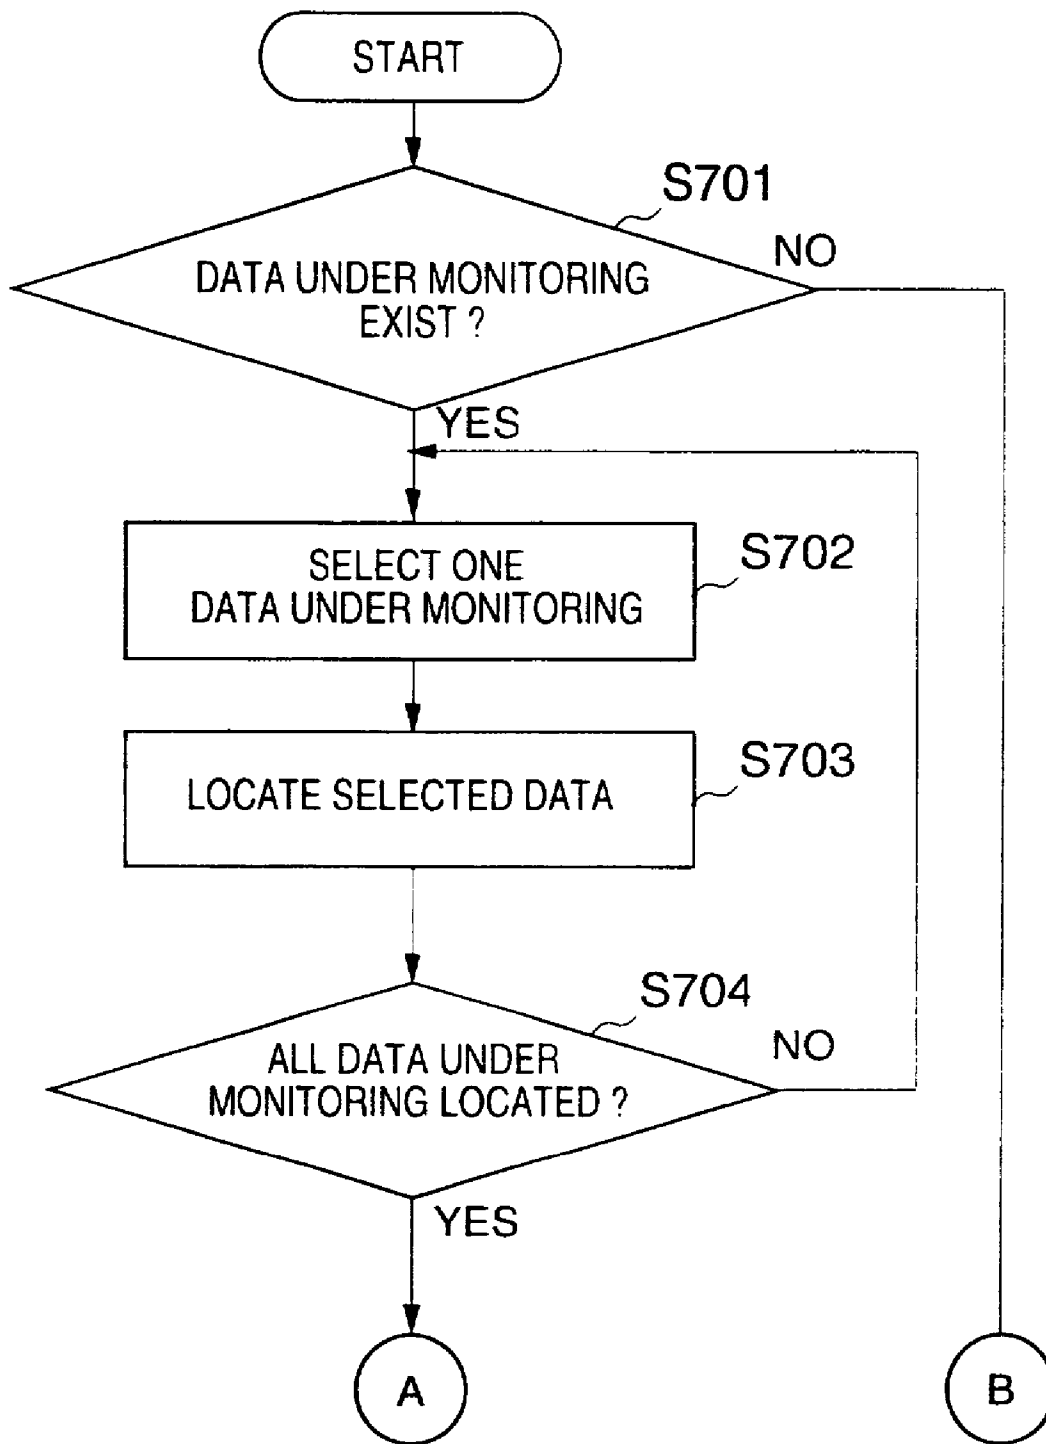 START
S701
NO
DATA UNDER MONITORING
EXIST ?
YES
S702
SELECT ONE
DATA UNDER MONITORING
S703
LOCATE SELECTED DATA
S704
NO
ALL DATA UNDER
MONITORING LOCATED ?
YES
A
B